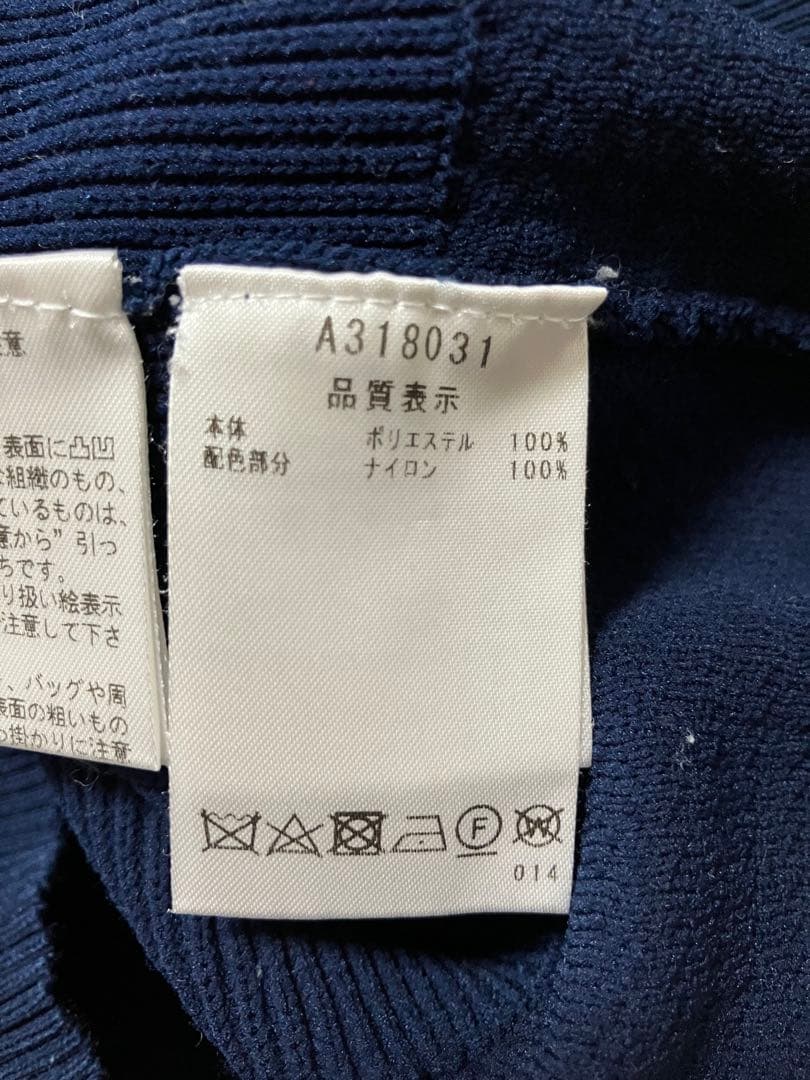 意
表面に凸凹
な組織のもの、
ているものは、
意から”引っ
ちです。
り扱い絵表示
ご注意して下さ
、バッグや周
表面の粗いもの
っ掛かりに注意
A318031
品質表示
本体 ポリエステル 100%
配色部分 ナイロン 100%
F W
014